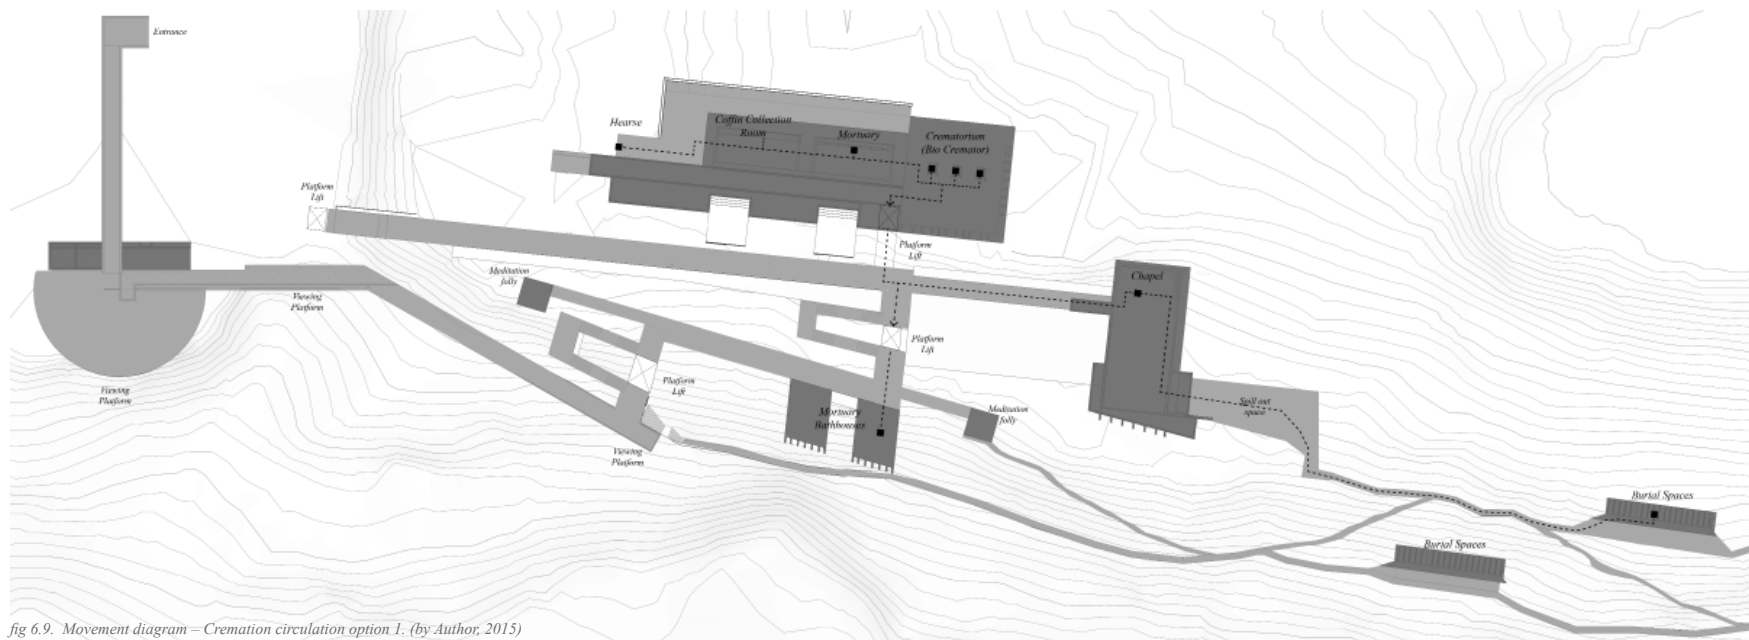 Entrance
Hearse
Coffin Collection
Room
Mortuary
Crematorium
(Bio Cremator)
Platform
Lift
Platform
Lift
Meditation
folly
Chapel
Viewing
Platform
Platform
Lift
Platform
Lift
Viewing
Platform
Mortuary
Bathhouses
Meditation
folly
Spill out
space
Viewing
Platform
Burial Spaces
Burial Spaces
fig 6.9. Movement diagram – Cremation circulation option 1. (by Author, 2015)